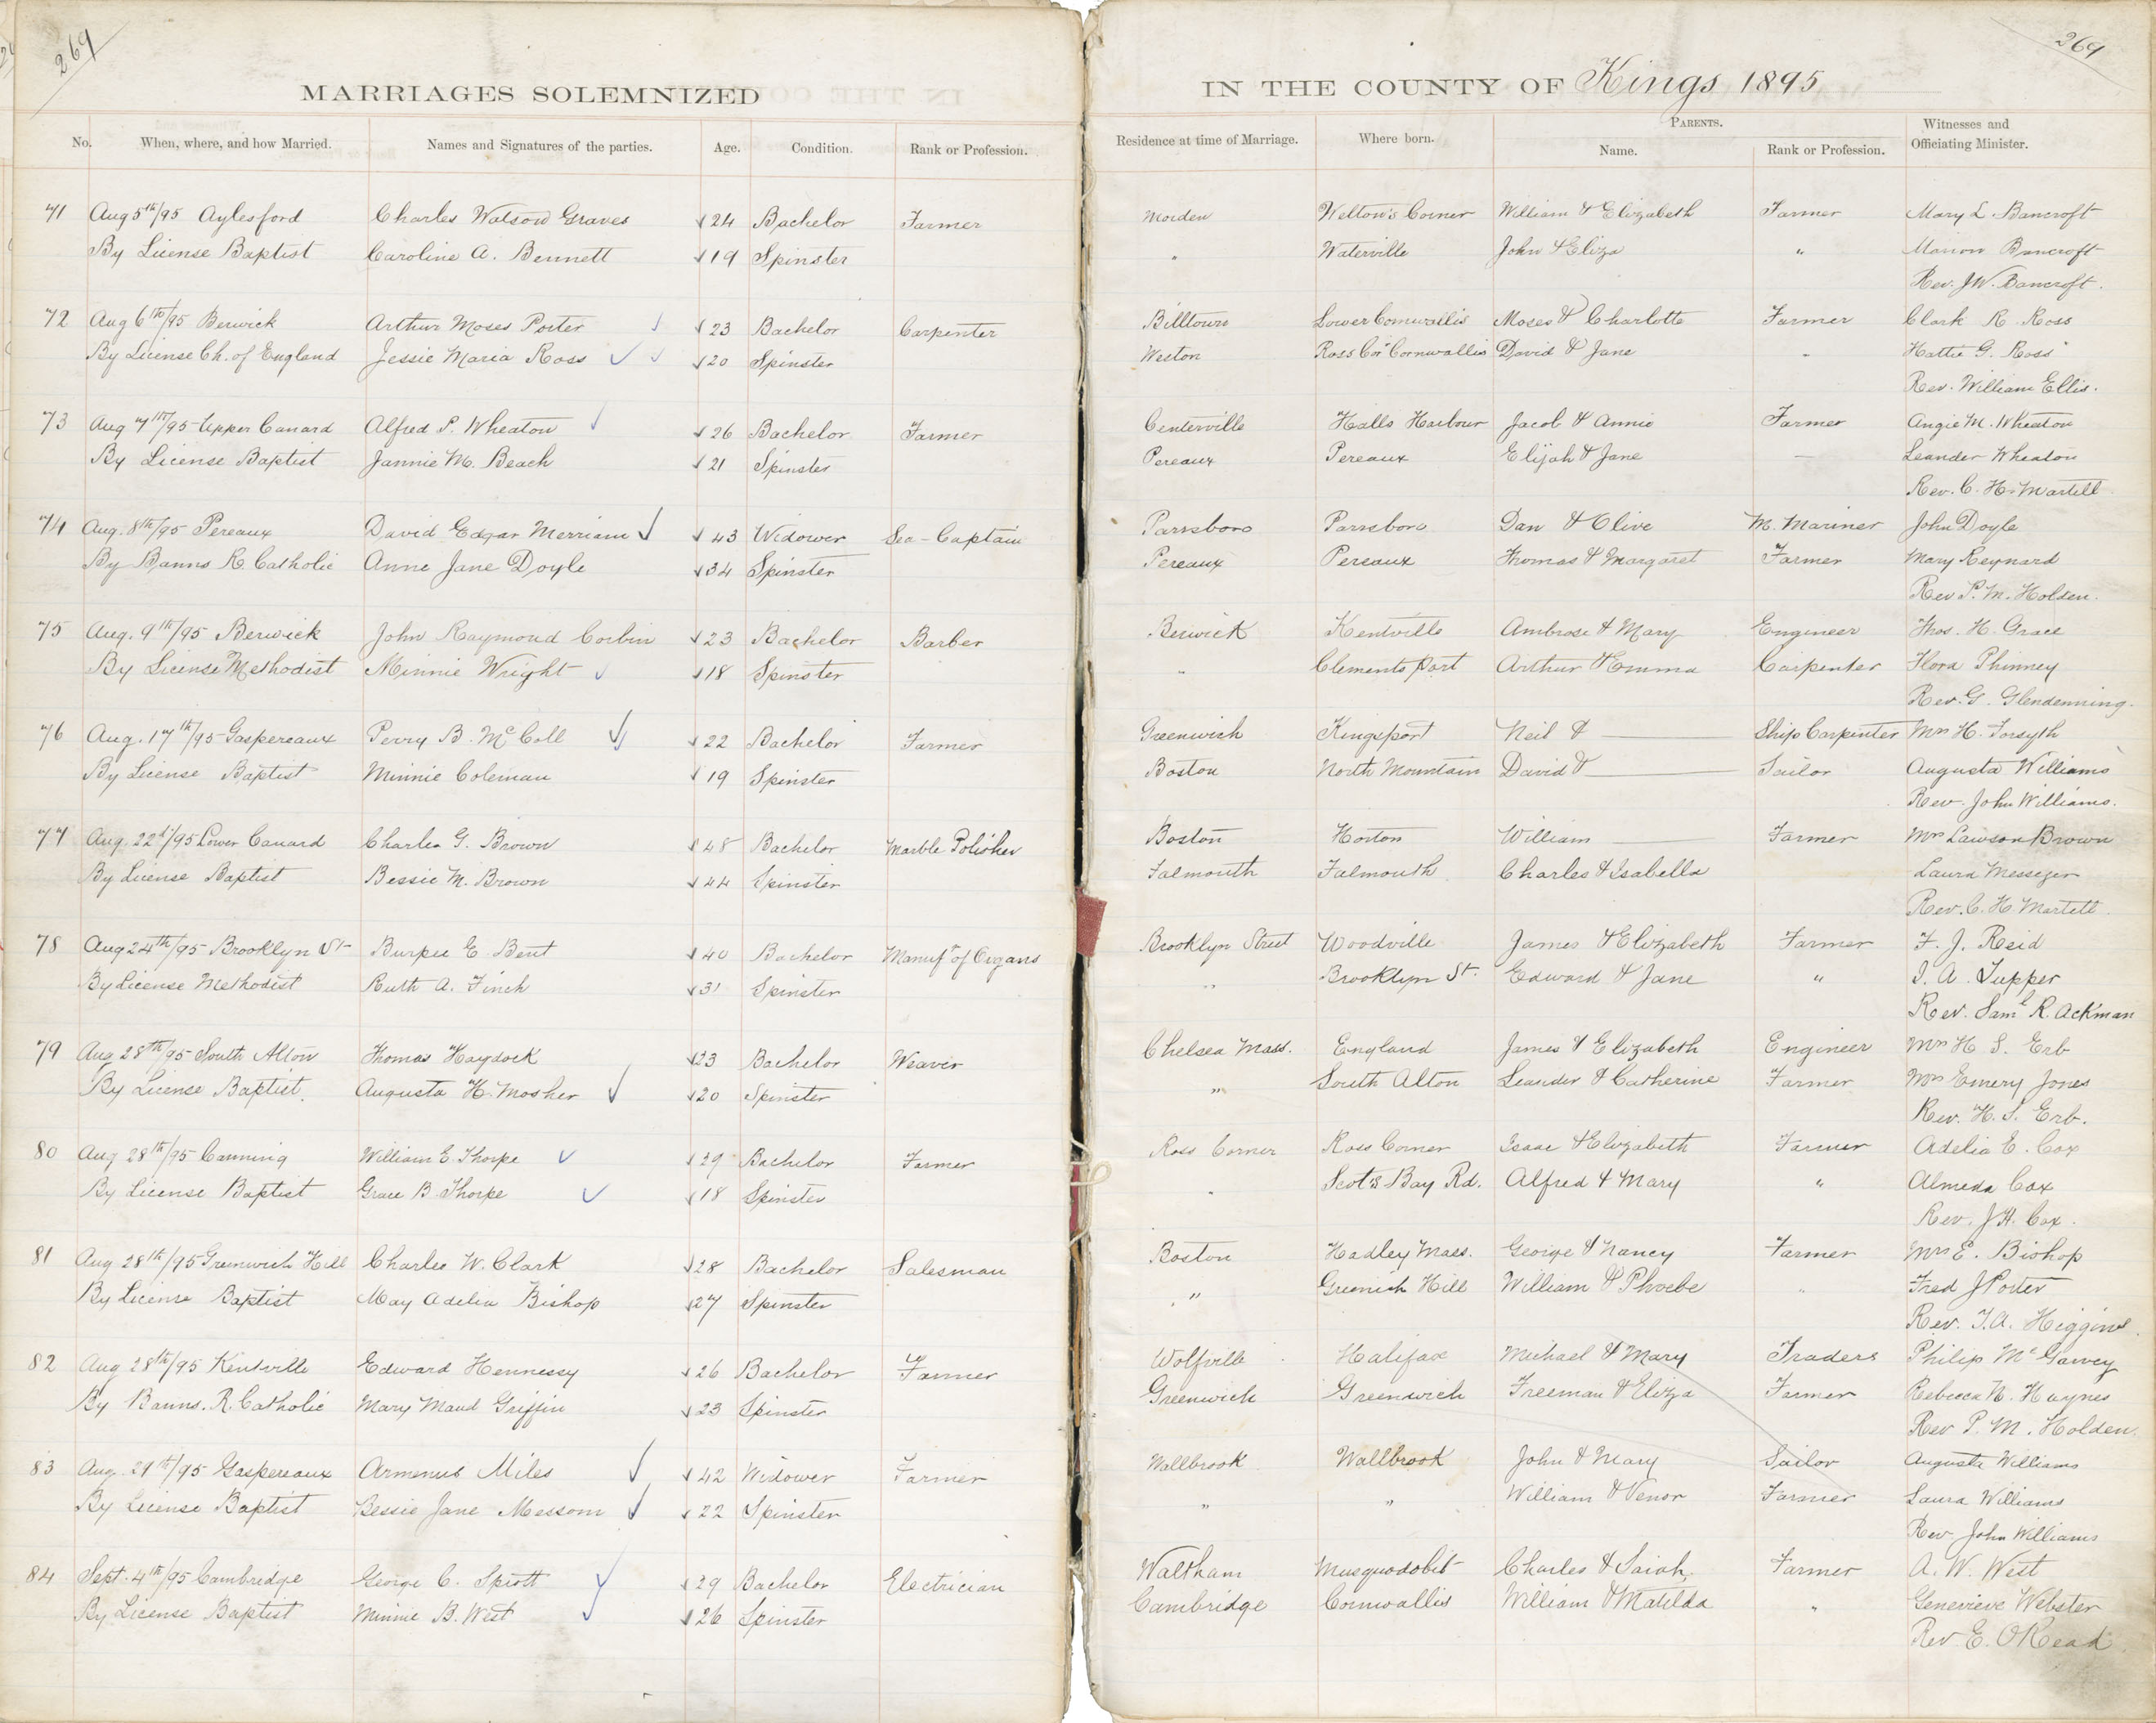 269
MARRIAGES SOLEMNIZED
No. When, where, and how Married. Names and Signatures of the parties. Age. Condition. Rank or Profession.
71 Aug 5th/95 Aylesford Charles Watson Graves 24 Bachelor Farmer
By License Baptist Caroline A. Bennett 19 Spinster
72 Aug 6th/95 Berwick Arthur Moses Porter 23 Bachelor Carpenter
By License Ch. of England Jessie Maria Ross 20 Spinster
73 Aug 7th/95 Upper Canard Alfred P. Wheaton 26 Bachelor Farmer
By License Baptist Jannie M. Beach 21 Spinster
74 Aug. 8th/95 Pereaux David Edgar Merriam 43 Widower Sea-Captain
By Banns R. Catholic Anne Jane Doyle 34 Spinster
75 Aug. 9th/95 Berwick John Raymond Corbin 23 Bachelor Barber
By License Methodist Minnie Wright 18 Spinster
76 Aug. 17th/95 Gaspereaux Perry B. McColl 22 Bachelor Farmer
By License Baptist Minnie Coleman 19 Spinster
77 Aug. 22d/95 Lower Canard Charles G. Brown 48 Bachelor Marble Polisher
By License Baptist Bessie M. Brown 44 Spinster
78 Aug 24th/95 Brooklyn St Burpee E. Bent 40 Bachelor Manufr of Organs
By License Methodist Ruth A. Finch 31 Spinster
79 Aug 28th/95 South Alton Thomas Haydock 23 Bachelor Weaver
By License Baptist. Augusta H. Mosher 20 Spinster
80 Aug 28th/95 Canning William E. Thorpe 29 Bachelor Farmer
By License Baptist Grace B. Thorpe 18 Spinster
81 Aug 28th/95 Greenwich Hill Charles W. Clark 28 Bachelor Salesman
By License Baptist May Adelia Bishop 27 Spinster
82 Aug 28th/95 Kentville Edward Hennessy 26 Bachelor Farmer
By Banns. R. Catholic Mary Maud Griffin 23 Spinster
83 Aug. 29th/95 Gaspereaux Armenus Miles 42 Widower Farmer
By License Baptist Bessie Jane Messom 22 Spinster
84 Sept. 4th/95 Cambridge George C. Sprott 29 Bachelor Electrician
By License Baptist Minnie B. West 26 Spinster
269
IN THE COUNTY OF Kings 1895
Residence at time of Marriage. Where born. PARENTS. Name. Rank or Profession. Witnesses and Officiating Minister.
Morden Welton's Corner William & Elizabeth Farmer Mary L. Bancroft
" Waterville John & Eliza " Marion Bancroft
Rev. J.W. Bancroft.
Billtown Lower Cornwallis Moses & Charlotte Farmer Clark R. Ross
Weston Ross Cor Cornwallis David & Jane " Hattie G. Ross
Rev. William Ellis.
Centerville Halls Harbour Jacob & Annie Farmer Angie M. Wheaton
Pereaux Pereaux Elijah & Jane — Leander Wheaton
Rev. C. H. Martell
Parrsboro Parrsboro Dan & Olive M. Mariner John Doyle
Pereaux Pereaux Thomas & Margaret Farmer Mary Reynard
Rev P. M. Holden.
Berwick Kentville Ambrose & Mary Engineer Thos. H. Grace
" Clementsport Arthur & Emma Carpenter Flora Phinney
Rev. G. Glendenning.
Greenwich Kingsport Neil & — Ship Carpenter Mrs H. Forsyth
Boston North Mountain David & — Sailor Augusta Williams
Rev. John Williams.
Boston Horton William — Farmer Mrs Lawson Brown
Falmouth Falmouth Charles & Isabella Laura Messeger
Rev. C. H. Martell.
Brooklyn Street Woodville James & Elizabeth Farmer F. J. Reid
" Brooklyn St. Edward & Jane " I. A. Tupper
Rev. Saml R. Ackman
Chelsea Mass. England James & Elizabeth Engineer Mrs H S. Erb
" South Alton Leander & Catherine Farmer Mrs Emery Jones
Rev. H. S. Erb.
Ross Corner Ross Corner Isaac & Elizabeth Farmer Adelia E. Cox
" Scots Bay Rd. Alfred & Mary " Almeda Cox
Rev. J H. Cox.
Boston Hadley Mass. George & Nancy Farmer Mrs E. Bishop
" Greenich Hill William & Phoebe " Fred J Porter
Rev. T.A. Higgins.
Wolfville Halifax Michael & Mary Traders Philip McGarvey
Greenwich Greenwich Freeman & Eliza Farmer Rebecca H. Haynes
Rev P. M. Holden.
Wallbrook Wallbrook John & Mary Sailor Augusta Williams
" " William & Venor Farmer Laura Williams
Rev John Williams
Waltham Musquodobit Charles & Sarah Farmer A. W. West
Cambridge Cornwallis William & Matilda " Genevieve Webster
Rev E. O Read